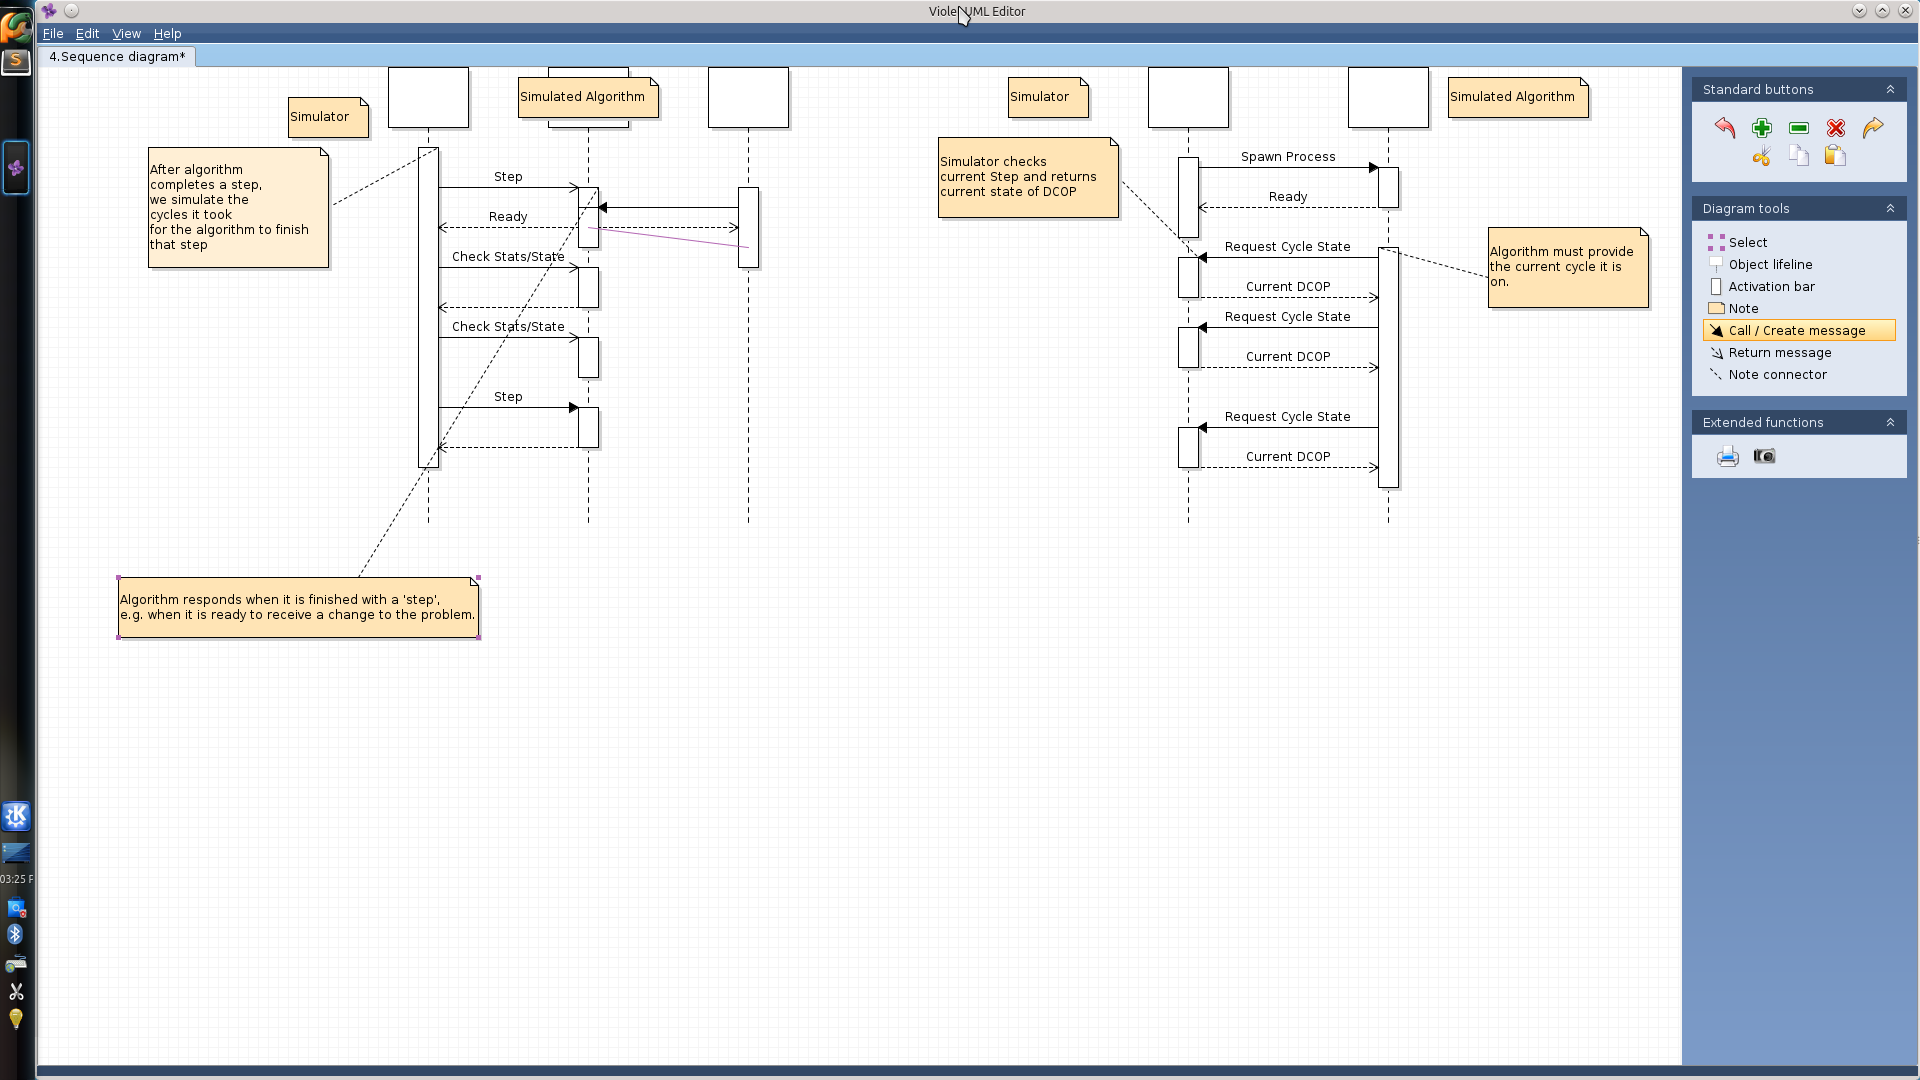 Violet UML Editor
File Edit View Help
4.Sequence diagram*
Simulator
Simulated Algorithm
After algorithm
completes a step,
we simulate the
cycles it took
for the algorithm to finish
that step
Step
Ready
Check Stats/State
Check Stats/State
Step
Algorithm responds when it is finished with a 'step',
e.g. when it is ready to receive a change to the problem.
Simulator
Simulated Algorithm
Simulator checks
current Step and returns
current state of DCOP
Spawn Process
Ready
Request Cycle State
Current DCOP
Request Cycle State
Current DCOP
Request Cycle State
Current DCOP
Algorithm must provide
the current cycle it is
on.
Standard buttons
Diagram tools
Select
Object lifeline
Activation bar
Note
Call / Create message
Return message
Note connector
Extended functions
03:25